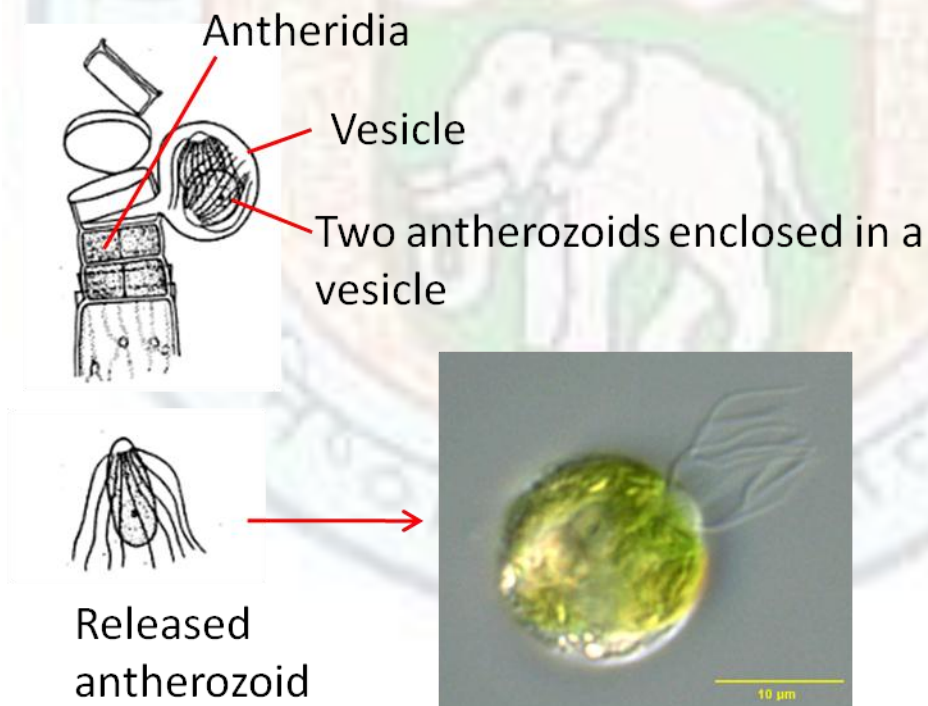 Antheridia
Vesicle
Two antherozoids enclosed in a
vesicle
Released
antherozoid
10 µm